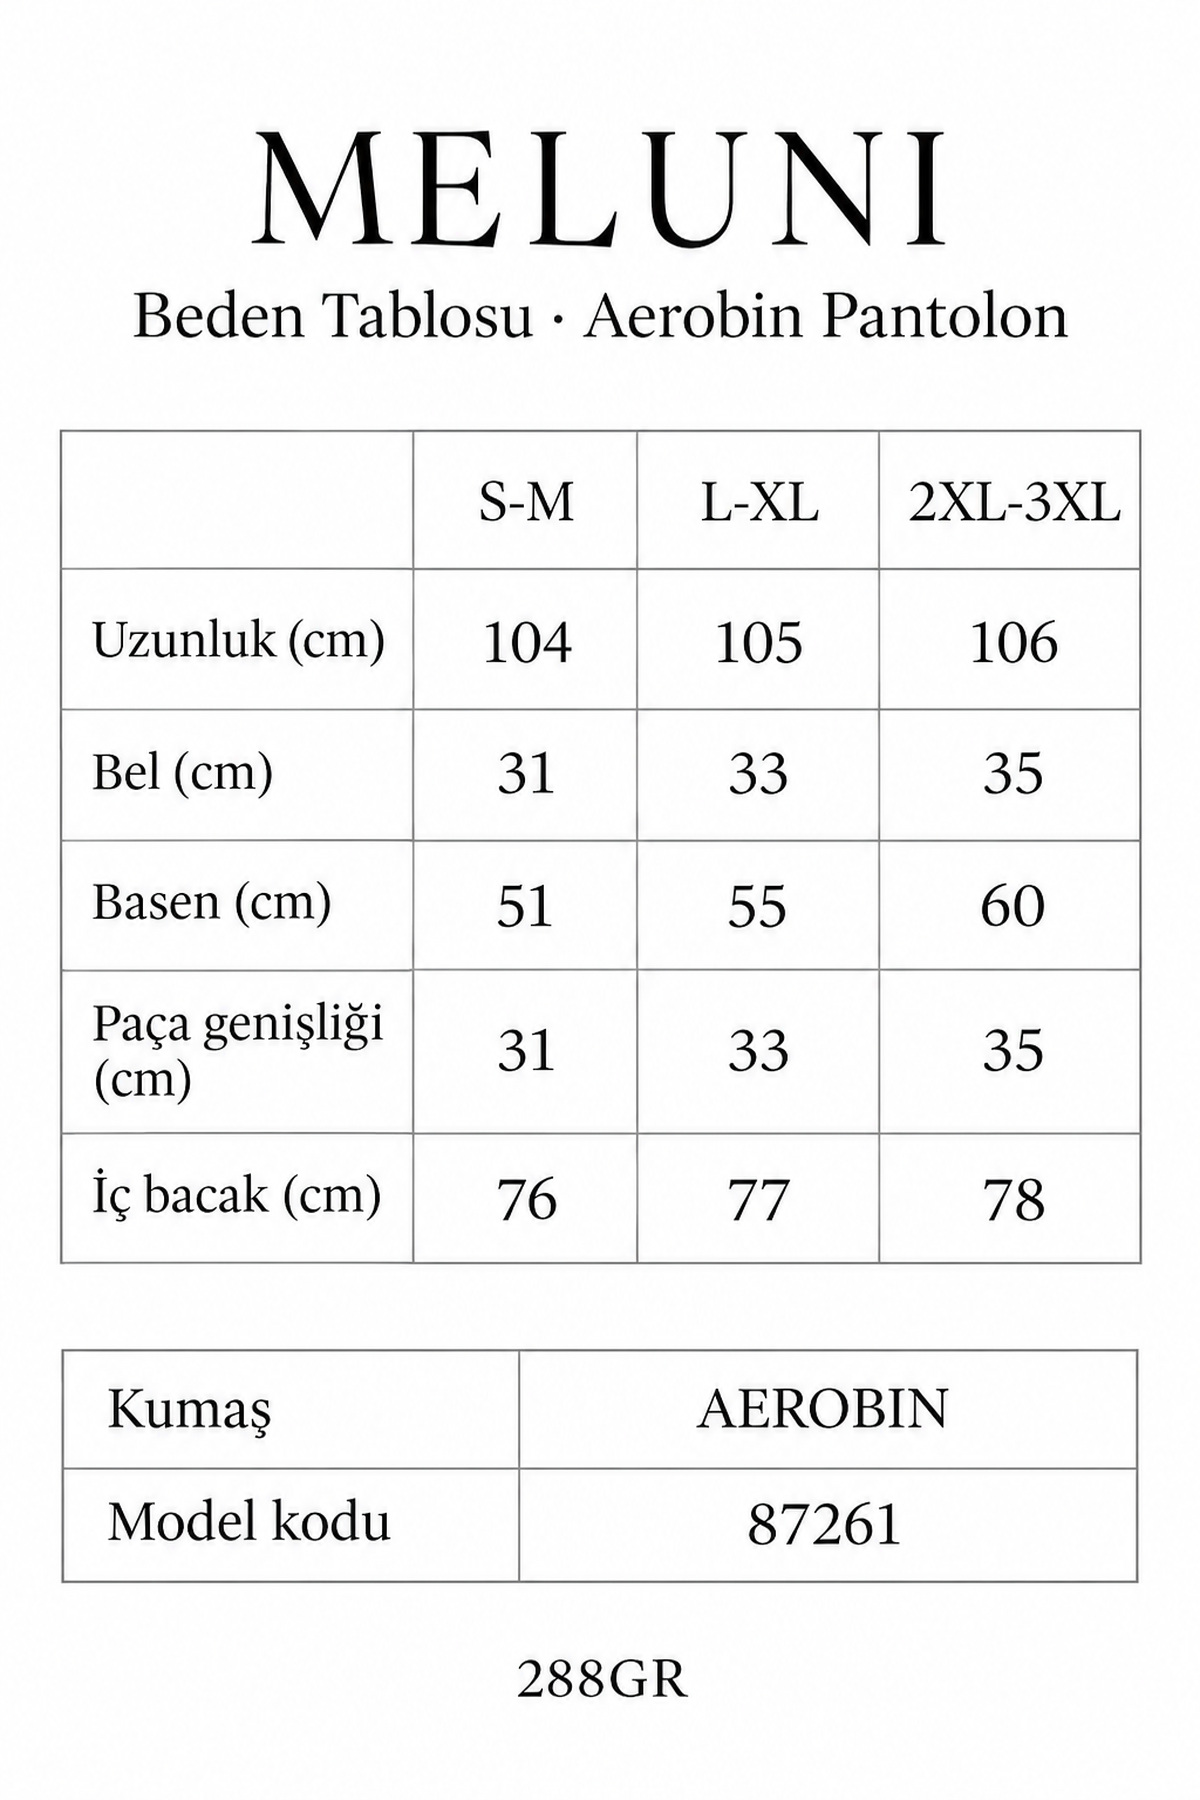 MELUNI
Beden Tablosu · Aerobin Pantolon
S-M L-XL 2XL-3XL
Uzunluk (cm) 104 105 106
Bel (cm) 31 33 35
Basen (cm) 51 55 60
Paça genişliği
(cm) 31 33 35
İç bacak (cm) 76 77 78
Kumaş AEROBIN
Model kodu 87261
288GR